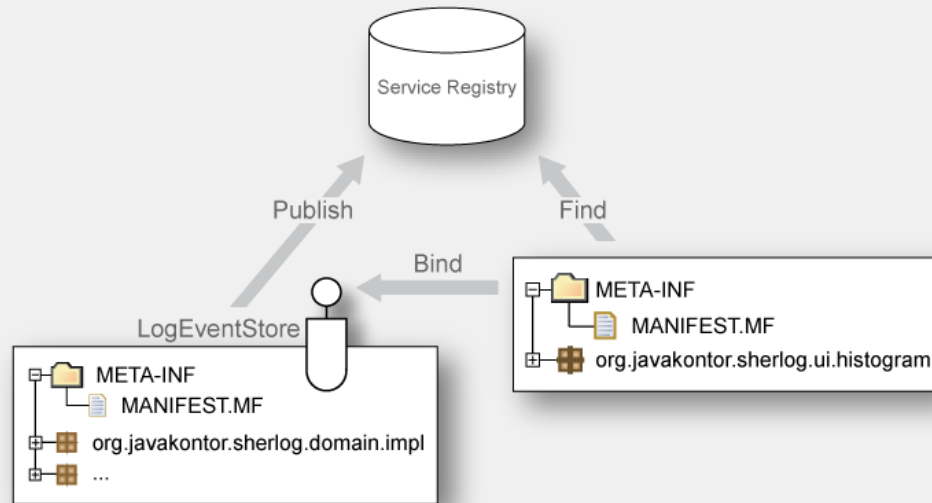 Service Registry
Publish
Find
Bind
LogEventStore
META-INF
MANIFEST.MF
org.javakontor.sherlog.ui.histogram
META-INF
MANIFEST.MF
org.javakontor.sherlog.domain.impl
...